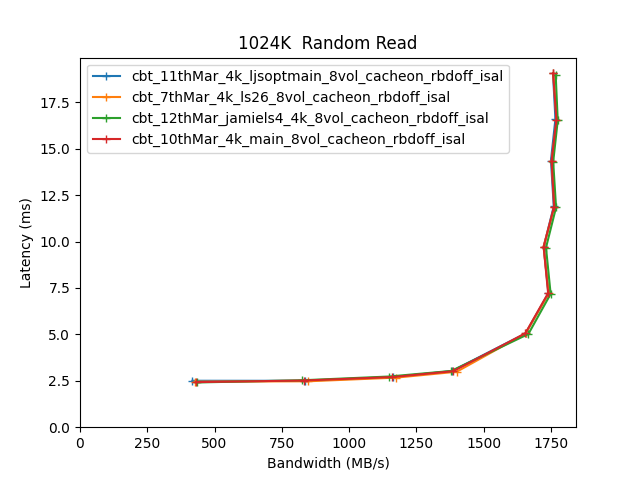 1024K  Random Read
cbt_11thMar_4k_ljsoptmain_8vol_cacheon_rbdoff_isal
cbt_7thMar_4k_ls26_8vol_cacheon_rbdoff_isal
cbt_12thMar_jamiels4_4k_8vol_cacheon_rbdoff_isal
cbt_10thMar_4k_main_8vol_cacheon_rbdoff_isal
Latency (ms)
17.5
15.0
12.5
10.0
7.5
5.0
2.5
0.0
0 250 500 750 1000 1250 1500 1750
Bandwidth (MB/s)